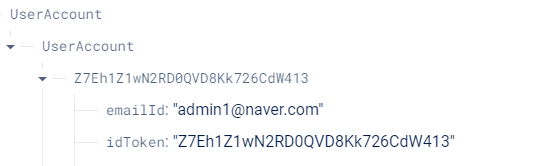 UserAccount
UserAccount
Z7Eh1Z1wN2RD0QVD8Kk726CdW413
emailId: "admin1@naver.com"
idToken: "Z7Eh1Z1wN2RD0QVD8Kk726CdW413"